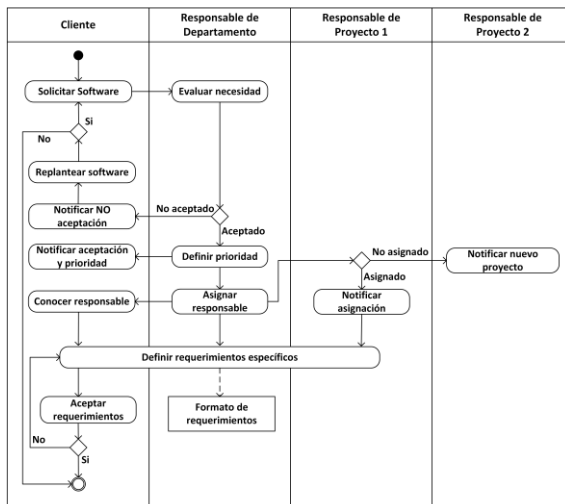 Cliente
Responsable de
Departamento
Responsable de
Proyecto 1
Responsable de
Proyecto 2
Solicitar Software
Evaluar necesidad
Si
No
Replantear software
Notificar NO
aceptación
No aceptado
Aceptado
Notificar aceptación
y prioridad
Definir prioridad
No asignado
Asignado
Notificar nuevo
proyecto
Conocer responsable
Asignar
responsable
Notificar
asignación
Definir requerimientos específicos
Aceptar
requerimientos
Formato de
requerimientos
No
Si